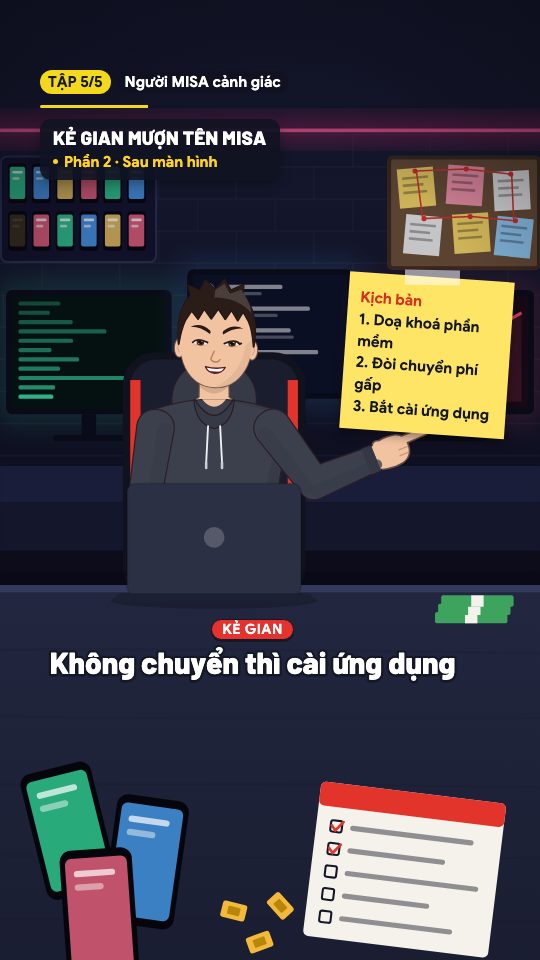 TẬP 5/5 Người MISA cảnh giác
KẺ GIAN MƯỢN TÊN MISA
• Phần 2 · Sau màn hình
Kịch bản
1. Doạ khoá phần
mềm
2. Đòi chuyển phí
gấp
3. Bắt cài ứng dụng
KẺ GIAN
Không chuyển thì cài ứng dụng